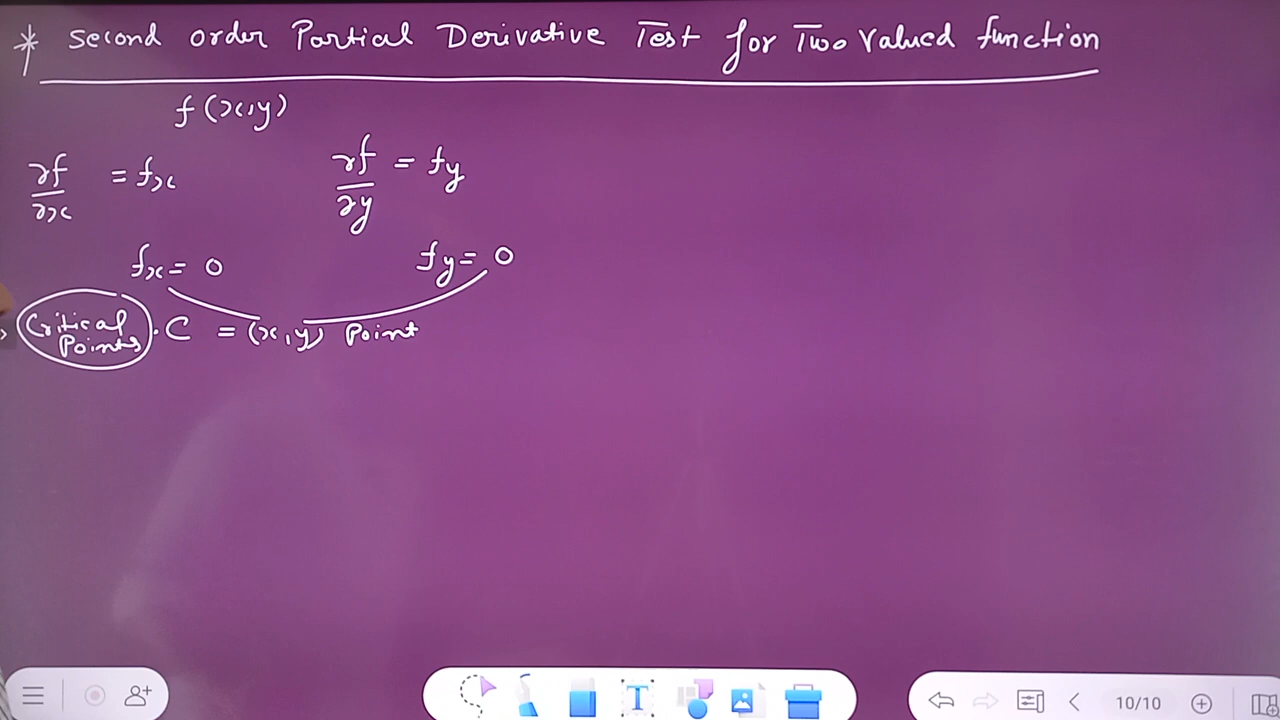 * Second Order Partial Derivative Test for Two Valued function
f(x,y)
∂f/∂x = fx ∂f/∂y = fy
fx = 0 fy = 0
Critical Points . C = (x,y) Point
T
10/10